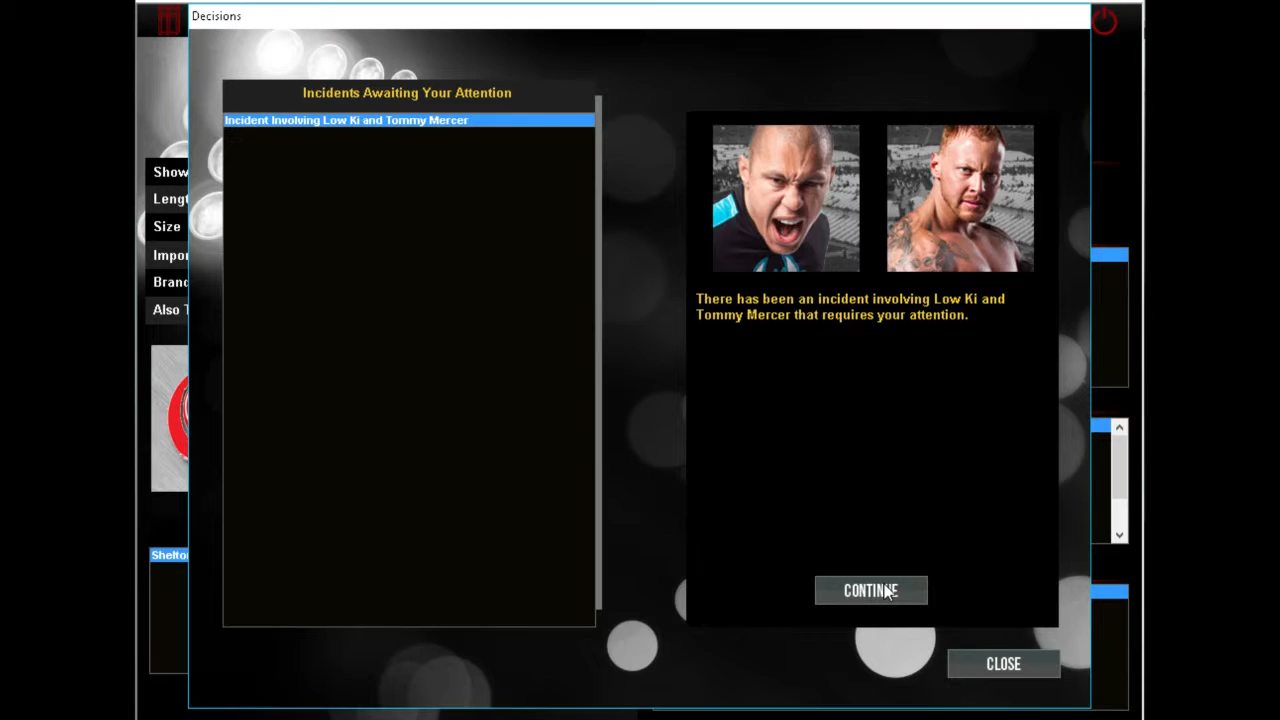 Decisions
Incidents Awaiting Your Attention
Incident Involving Low Ki and Tommy Mercer
Show
Lengt
Size
Impor
Brand
Also T
There has been an incident involving Low Ki and
Tommy Mercer that requires your attention.
Shelto
CONTINUE
CLOSE